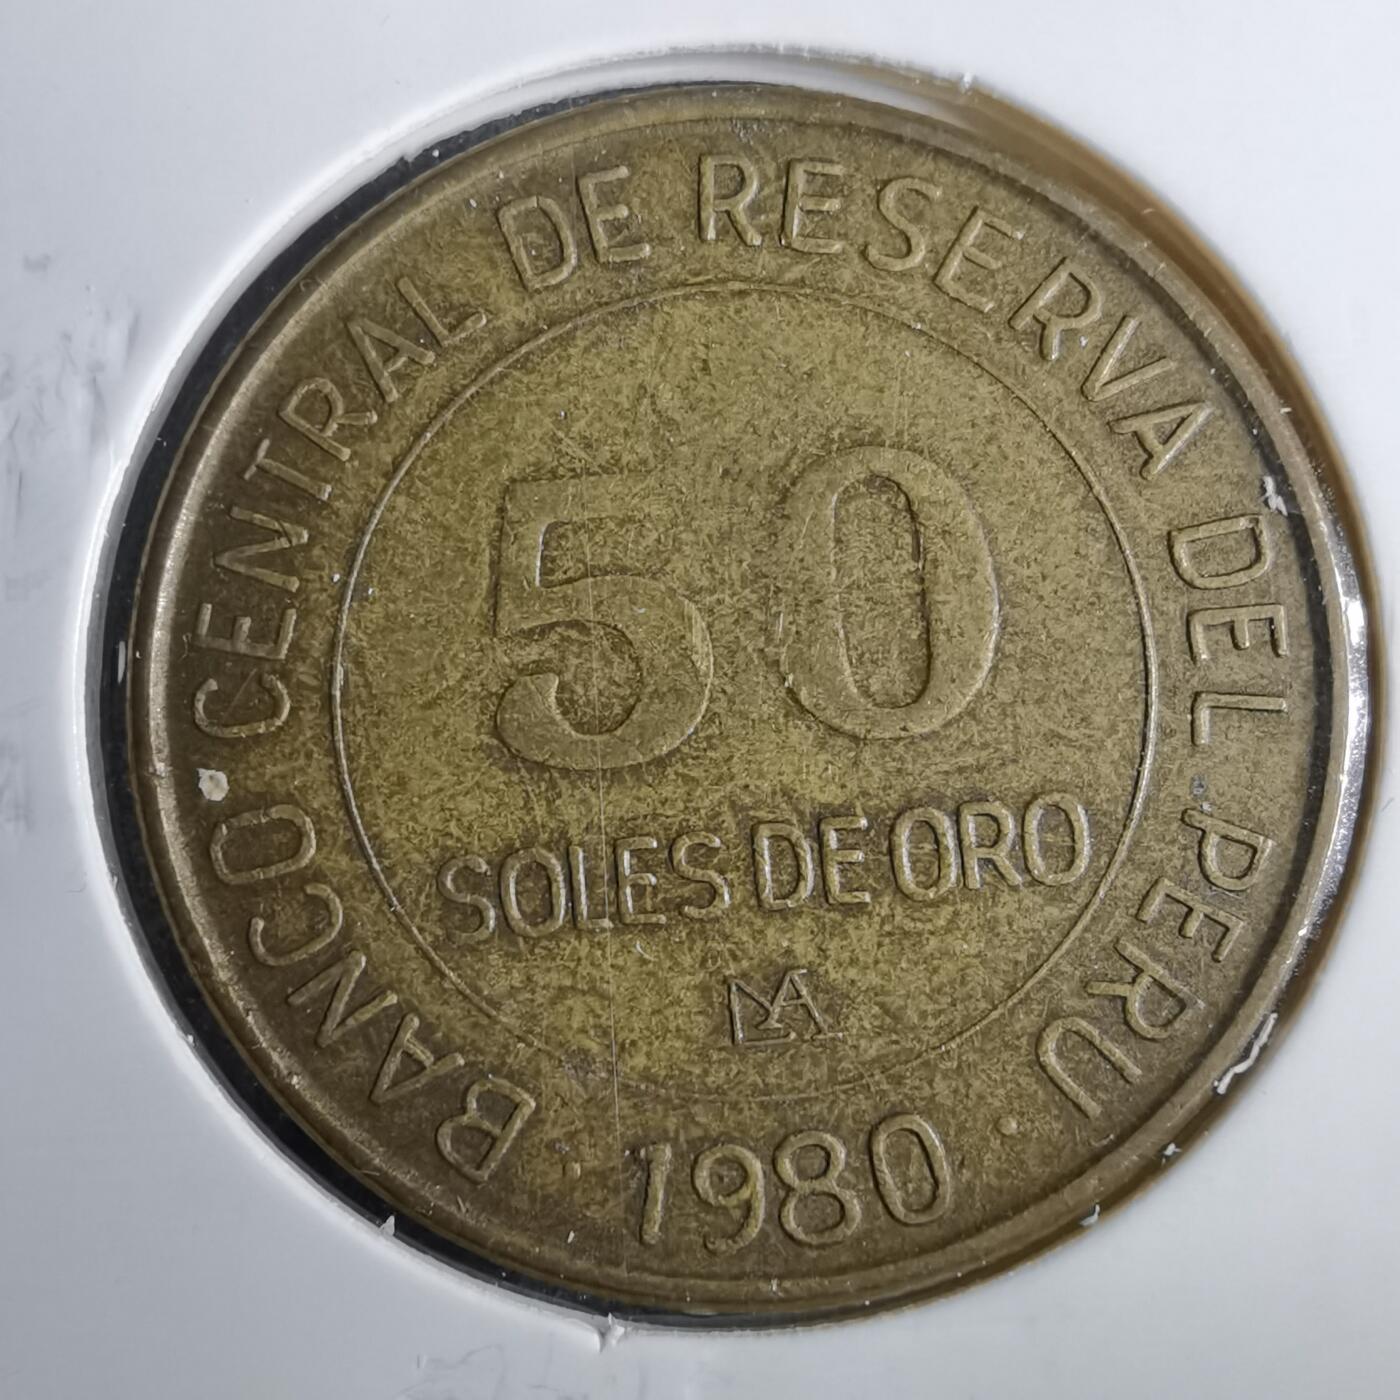 BANCO CENTRAL DE RESERVA DEL PERU
50
SOLES DE ORO
LMA
1980